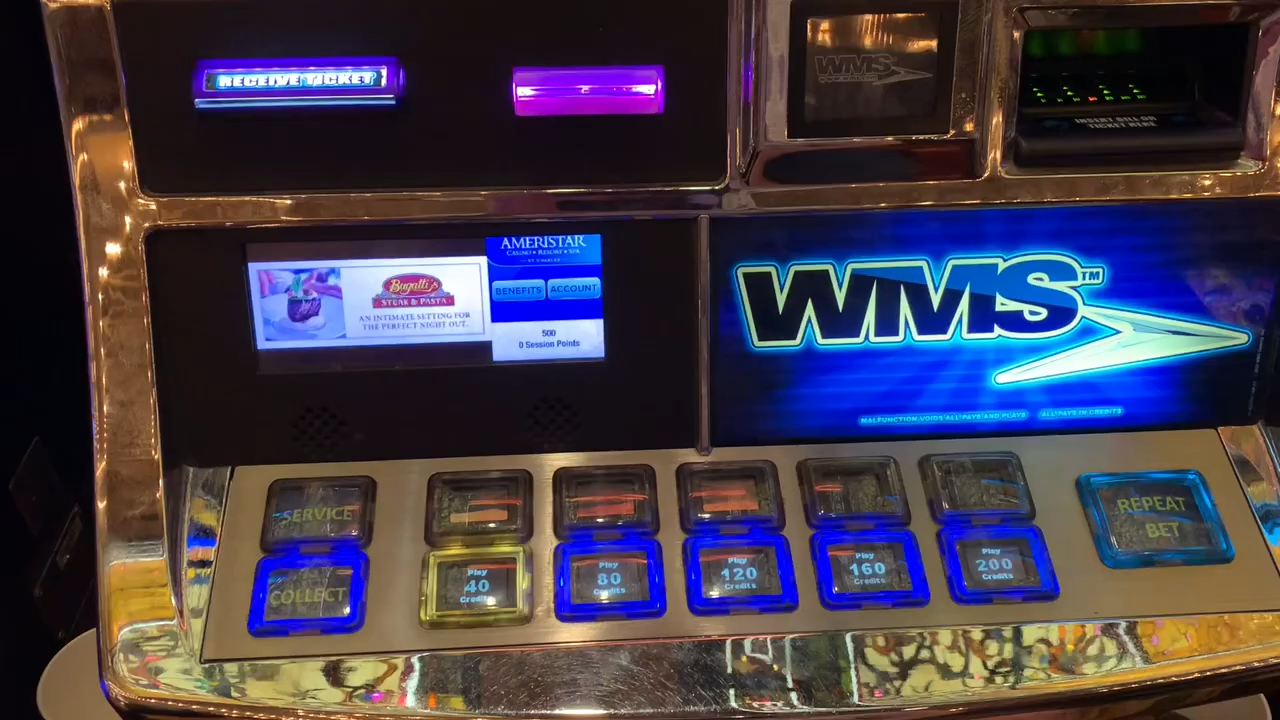 RECEIVE TICKET
WMS
INSERT BILL OR
TICKET HERE
AMERISTAR
CASINO • RESORT • SPA
ST. CHARLES
Bugatti's
STEAK & PASTA
AN INTIMATE SETTING FOR
THE PERFECT NIGHT OUT.
BENEFITS
ACCOUNT
500
0 Session Points
WMS™
MALFUNCTION VOIDS ALL PAYS AND PLAYS
ALL PAYS IN CREDITS
SERVICE
COLLECT
Play
40
Credits
Play
80
Credits
Play
120
Credits
Play
160
Credits
Play
200
Credits
REPEAT
BET